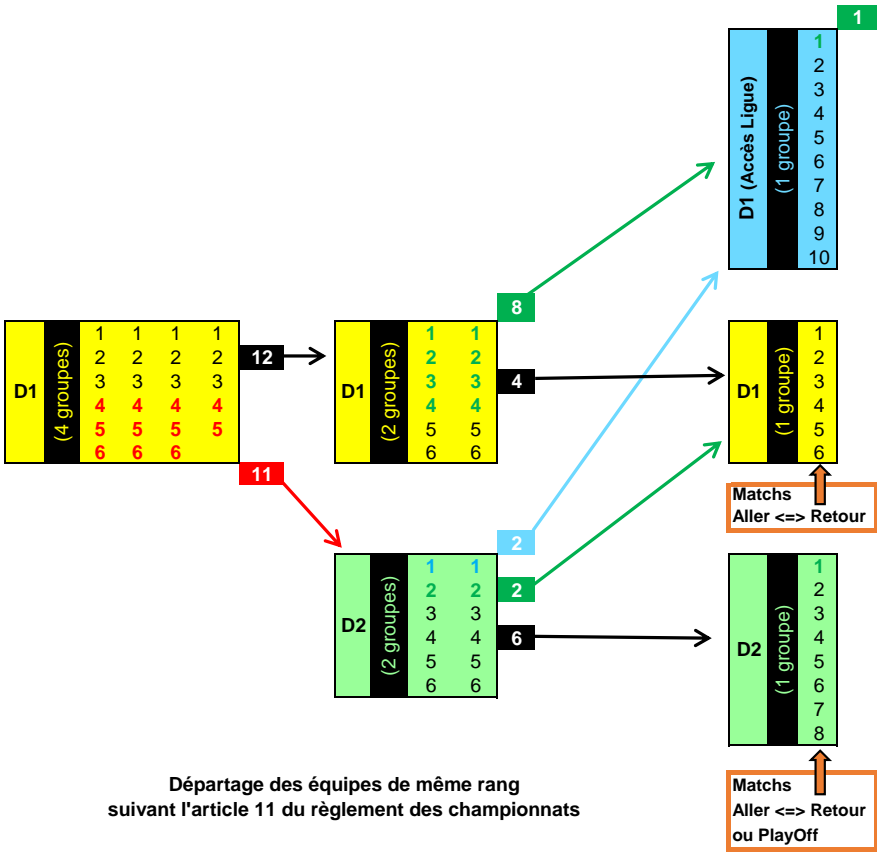 1
D1 (Accès Ligue)
(1 groupe)
1
2
3
4
5
6
7
8
9
10
D1
(4 groupes)
1 1 1 1
2 2 2 2
3 3 3 3
4 4 4 4
5 5 5 5
6 6 6
12
11
D1
(2 groupes)
1 1
2 2
3 3
4 4
5 5
6 6
8
4
D1
(1 groupe)
1
2
3
4
5
6
Matchs
Aller <=> Retour
D2
(2 groupes)
1 1
2 2
3 3
4 4
5 5
6 6
2
2
6
D2
(1 groupe)
1
2
3
4
5
6
7
8
Matchs
Aller <=> Retour
ou PlayOff
Départage des équipes de même rang
suivant l'article 11 du règlement des championnats